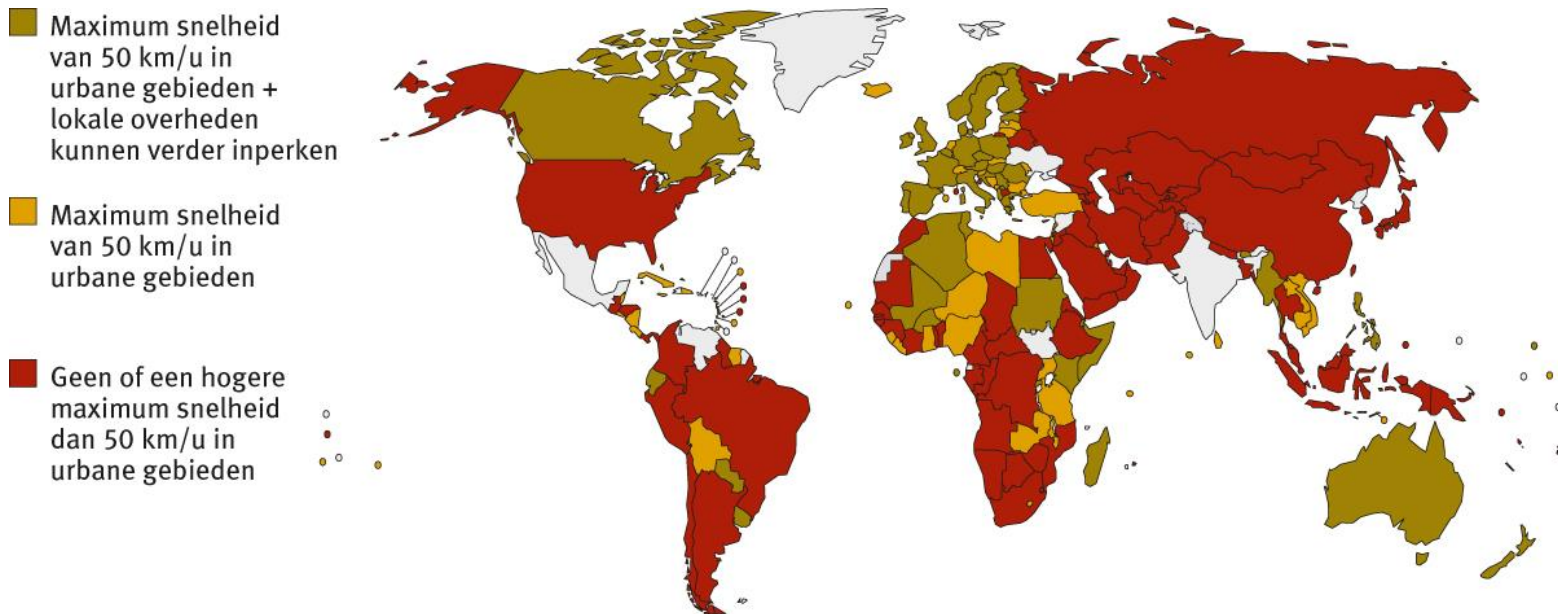 Maximum snelheid
van 50 km/u in
urbane gebieden +
lokale overheden
kunnen verder inperken
Maximum snelheid
van 50 km/u in
urbane gebieden
Geen of een hogere
maximum snelheid
dan 50 km/u in
urbane gebieden